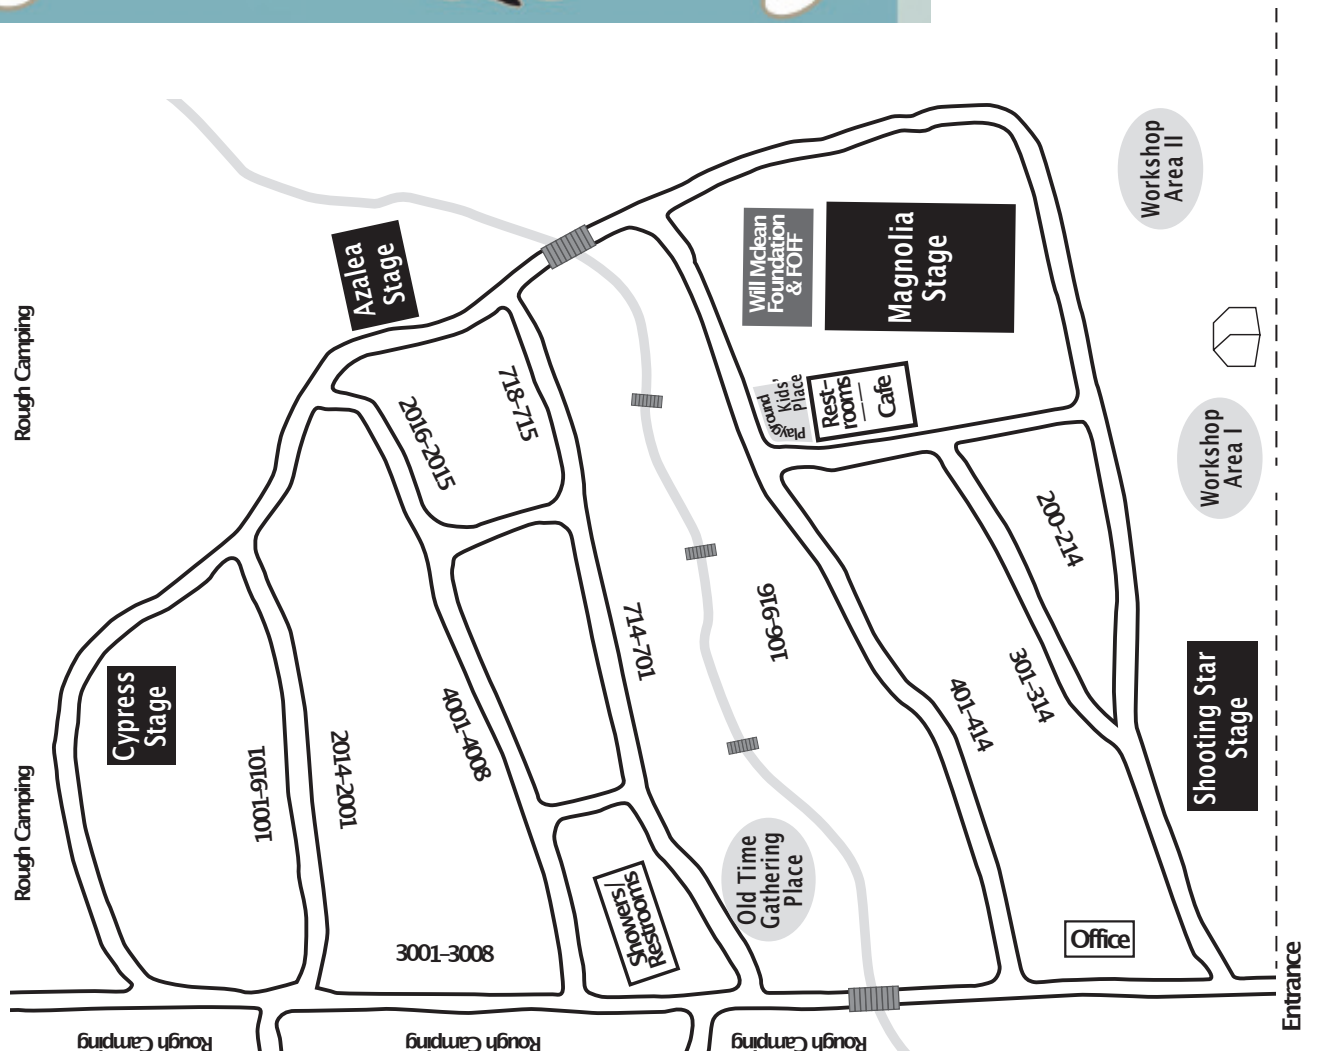 Workshop
Area II
Azalea
Stage
Will Mclean
Foundation
& FOFF
Magnolia
Stage
Rough Camping
718–715
2016–2015
Playground
Kids'
Place
Rest-
rooms
Cafe
Workshop
Area I
200–214
106–916
714–701
301–314
401–414
4001–4008
Cypress
Stage
2014–2001
1001–9101
Shooting Star
Stage
Rough Camping
Old Time
Gathering
Place
Showers/
Restrooms
3001–3008
Office
Entrance
Rough Camping
Rough Camping
Rough Camping